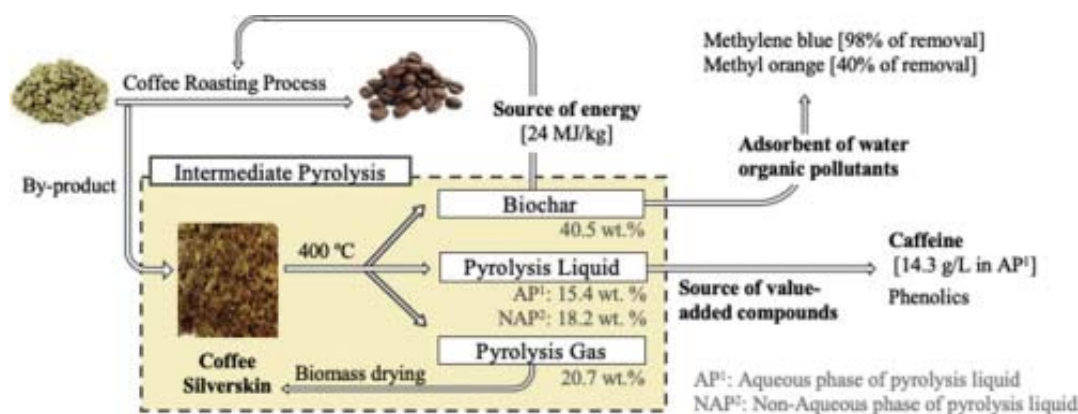 Coffee Roasting Process
Methylene blue [98% of removal]
Methyl orange [40% of removal]
Source of energy
[24 MJ/kg]
Adsorbent of water
organic pollutants
By-product
Intermediate Pyrolysis
Biochar
40.5 wt.%
400 ºC
Pyrolysis Liquid
AP¹: 15.4 wt. %
NAP²: 18.2 wt. %
Source of value-
added compounds
Caffeine
[14.3 g/L in AP¹]
Phenolics
Pyrolysis Gas
20.7 wt.%
Coffee
Silverskin
Biomass drying
AP¹: Aqueous phase of pyrolysis liquid
NAP²: Non-Aqueous phase of pyrolysis liquid